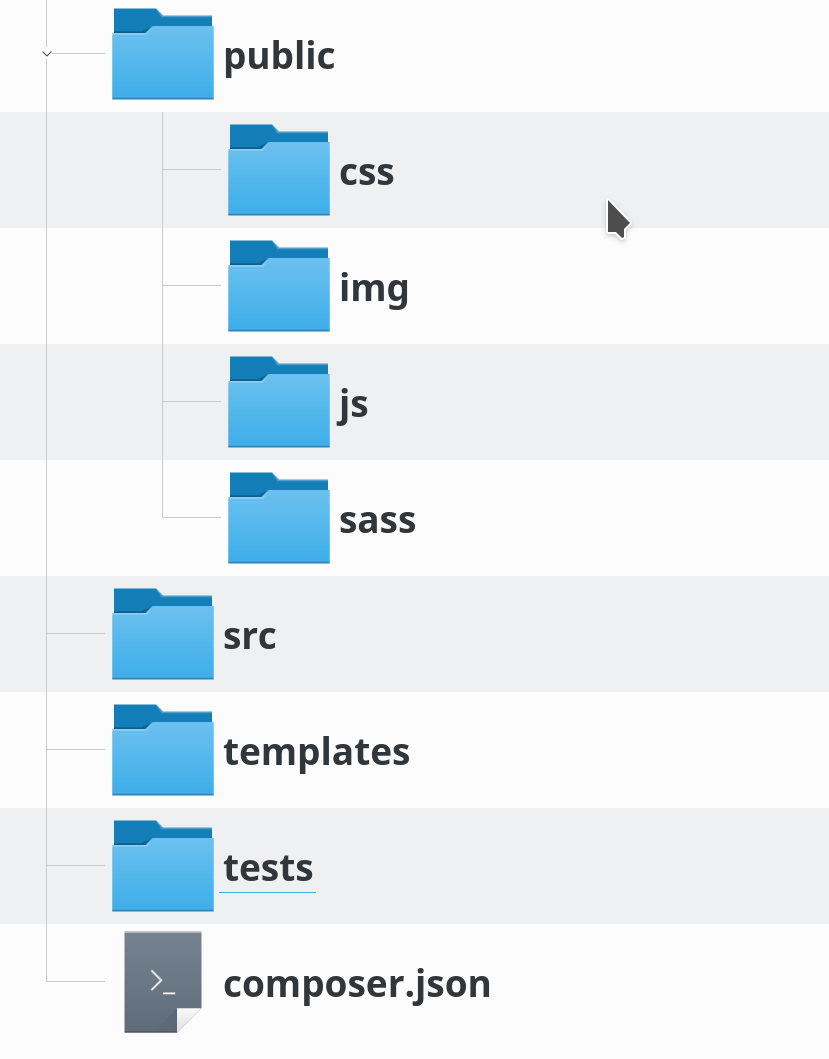 public
css
img
js
sass
src
templates
tests
composer.json